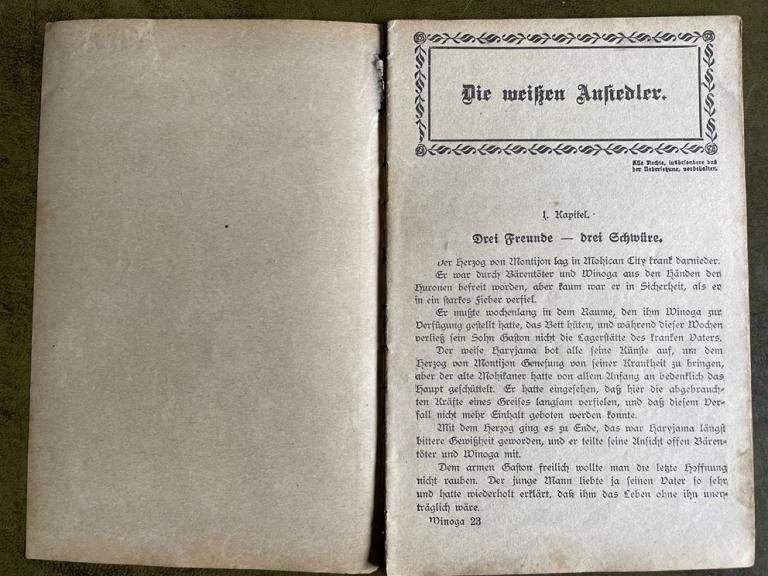 Die weißen Ansiedler.
Alle Rechte, insbesondere das
der Uebersetzung, vorbehalten.
1. Kapitel.
Drei Freunde — drei Schwüre.
Der Herzog von Montijon lag in Mohican City krank darnieder.
Er war durch Bärentöter und Winoga aus den Händen der
Huronen befreit worden, aber kaum war er in Sicherheit, als er
in ein starkes Fieber verfiel.
Er mußte wochenlang in dem Raume, den ihm Winoga zur
Verfügung gestellt hatte, das Bett hüten, und während dieser Wochen
verließ sein Sohn Gaston nicht die Lagerstätte des kranken Vaters.
Der weise Haryjama bot alle seine Künste auf, um dem
Herzog von Montijon Genesung von seiner Krankheit zu bringen,
aber der alte Mohikaner hatte von allem Anfang an bedenklich das
Haupt geschüttelt. Er hatte eingesehen, daß hier die abgebrauch-
ten Kräfte eines Greises langsam verfielen, und daß diesem Ver-
fall nicht mehr Einhalt geboten werden konnte.
Mit dem Herzog ging es zu Ende, das war Haryjama längst
bittere Gewißheit geworden, und er teilte seine Ansicht offen Bären-
töter und Winoga mit.
Dem armen Gaston freilich wollte man die letzte Hoffnung
nicht rauben. Der junge Mann liebte ja seinen Vater so sehr
und hatte wiederholt erklärt, daß ihm das Leben ohne ihn uner-
träglich wäre.
Winoga 23